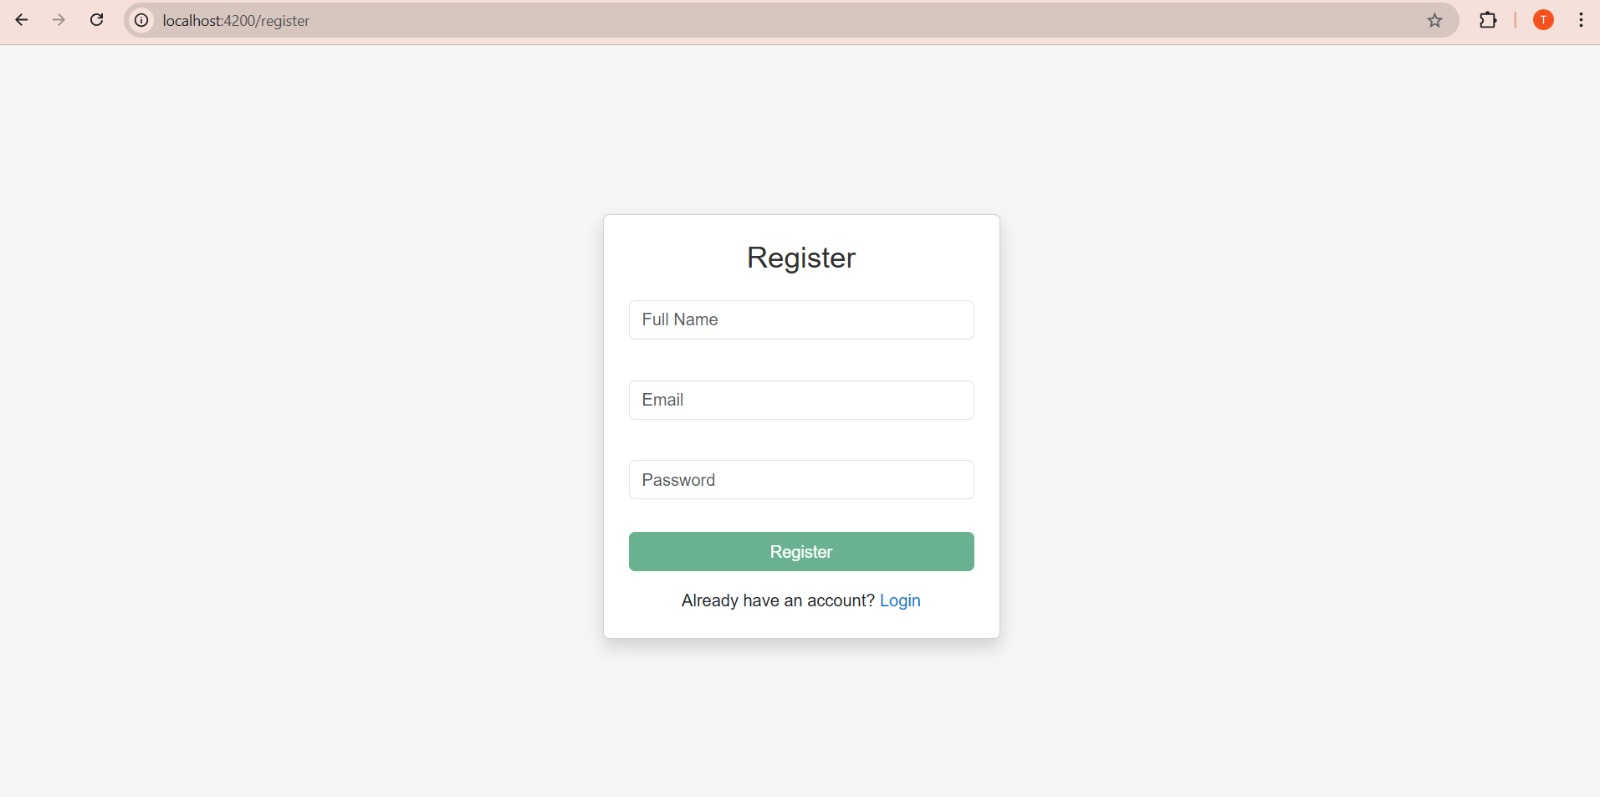 localhost:4200/register
T
Register
Full Name
Email
Password
Register
Already have an account? Login